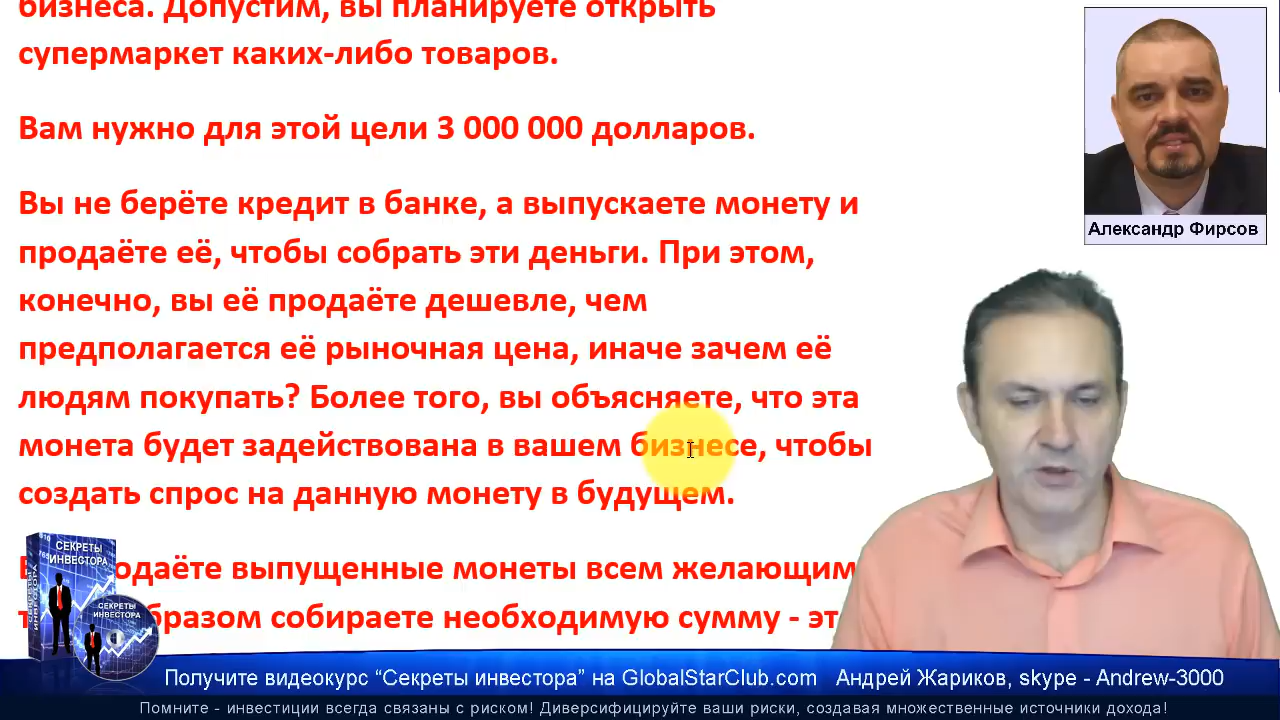 бизнеса. Допустим, вы планируете открыть
супермаркет каких-либо товаров.
Вам нужно для этой цели 3 000 000 долларов.
Вы не берёте кредит в банке, а выпускаете монету и
продаёте её, чтобы собрать эти деньги. При этом,
конечно, вы её продаёте дешевле, чем
предполагается её рыночная цена, иначе зачем её
людям покупать? Более того, вы объясняете, что эта
монета будет задействована в вашем бизнесе, чтобы
создать спрос на данную монету в будущем.
выпущенные монеты всем желающим
собираете необходимую сумму -
Александр Фирсов
СЕКРЕТЫ
ИНВЕСТОРА
СЕКРЕТЫ
ИНВЕСТОРА
Получите видеокурс “Секреты инвестора” на GlobalStarClub.com Андрей Жариков, skype - Andrew-3000
Помните - инвестиции всегда связаны с риском! Диверсифицируйте ваши риски, создавая множественные источники дохода!